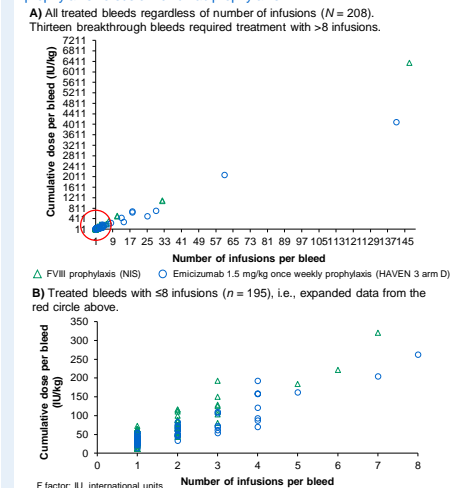 A) All treated bleeds regardless of number of infusions (N = 208).
Thirteen breakthrough bleeds required treatment with >8 infusions.
Cumulative dose per bleed (IU/kg)
7211
6811
6411
6011
5611
5211
4811
4411
4011
3611
3211
2811
2411
2011
1611
1211
811
411
11
1 9 17 25 33 41 49 57 65 73 81 89 97 105 113 121 129 137 145
Number of infusions per bleed
FVIII prophylaxis (NIS) Emicizumab 1.5 mg/kg once weekly prophylaxis (HAVEN 3 arm D)
B) Treated bleeds with ≤8 infusions (n = 195), i.e., expanded data from the
red circle above.
Cumulative dose per bleed
(IU/kg)
350
300
250
200
150
100
50
0
0 1 2 3 4 5 6 7 8
Number of infusions per bleed
F factor; IU, international units